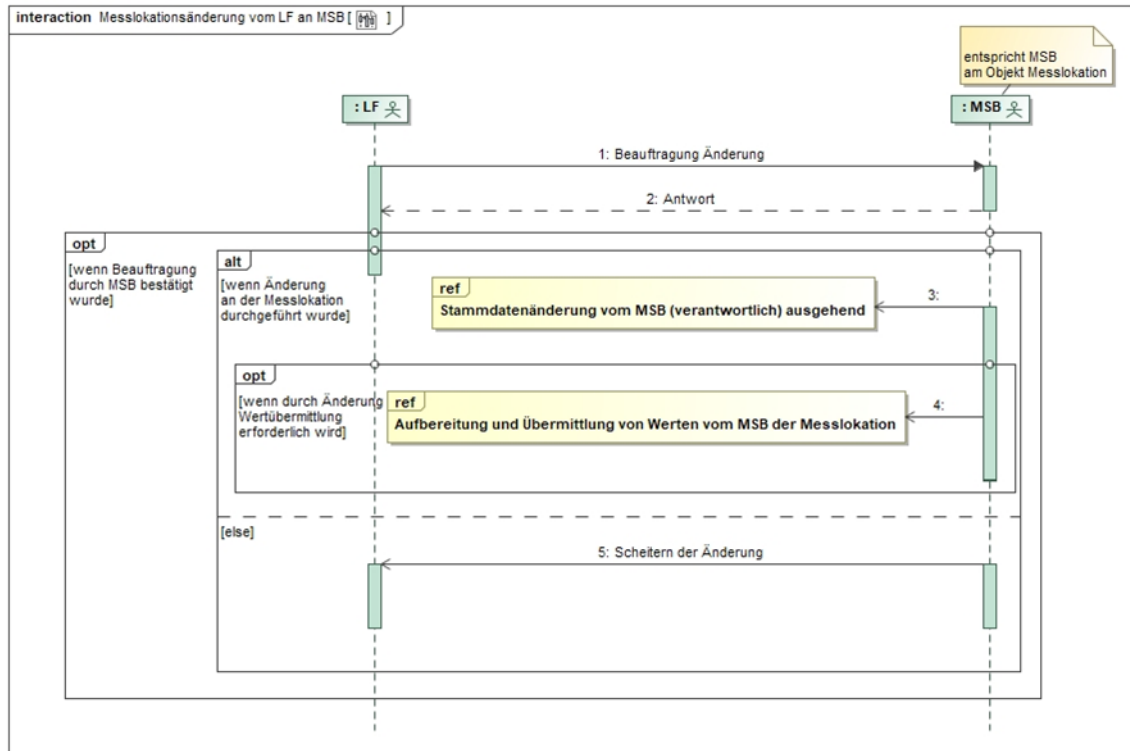 interaction Messlokationsänderung vom LF an MSB [ ]
entspricht MSB
am Objekt Messlokation
: LF
: MSB
1: Beauftragung Änderung
2: Antwort
opt
[wenn Beauftragung
durch MSB bestätigt
wurde]
alt
[wenn Änderung
an der Messlokation
durchgeführt wurde]
ref
Stammdatenänderung vom MSB (verantwortlich) ausgehend
3:
opt
[wenn durch Änderung
Wertübermittlung
erforderlich wird]
ref
Aufbereitung und Übermittlung von Werten vom MSB der Messlokation
4:
[else]
5: Scheitern der Änderung